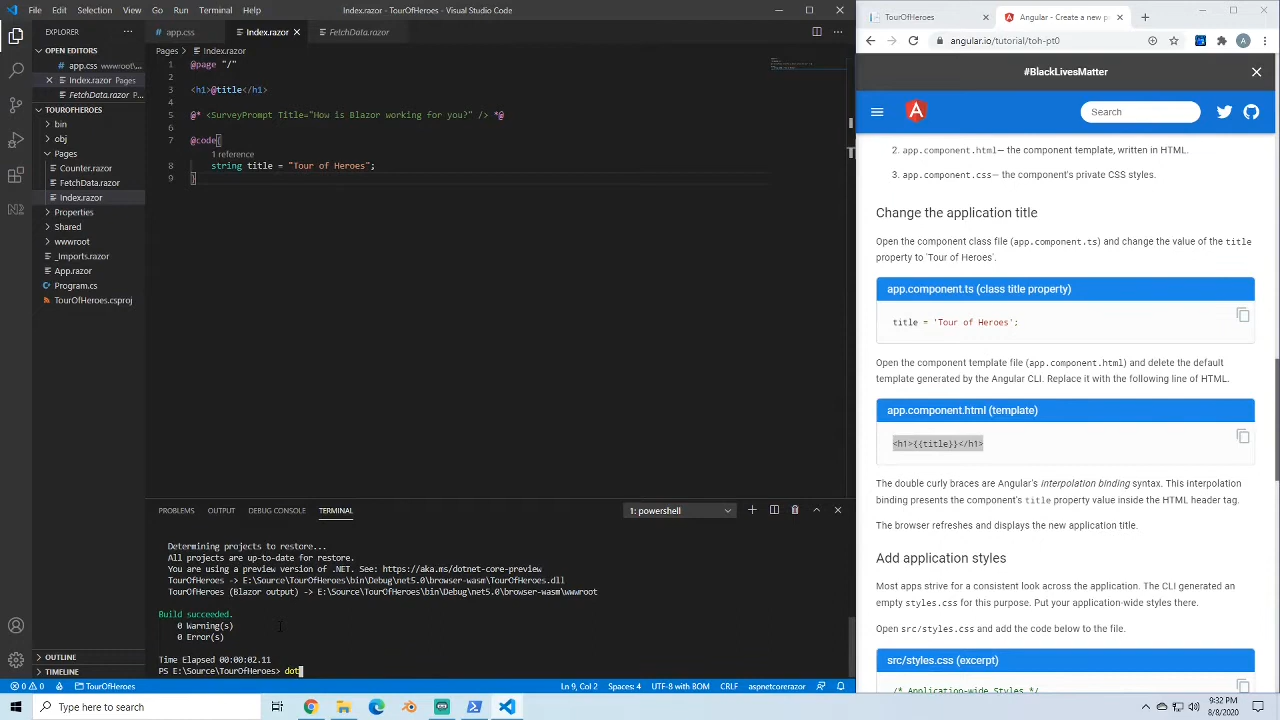 File Edit Selection View Go Run Terminal Help
Index.razor - TourOfHeroes - Visual Studio Code
EXPLORER
OPEN EDITORS
app.css wwwroot\...
Index.razor Pages
FetchData.razor P...
TOUROFHEROES
bin
obj
Pages
Counter.razor
FetchData.razor
Index.razor
Properties
Shared
wwwroot
_Imports.razor
App.razor
Program.cs
TourOfHeroes.csproj
OUTLINE
TIMELINE
app.css
Index.razor
FetchData.razor
Pages > Index.razor
1 @page "/"
2
3 <h1>@title</h1>
4
5 @* <SurveyPrompt Title="How is Blazor working for you?" /> *@
6
7 @code{
1 reference
8 string title = "Tour of Heroes";
9 }
PROBLEMS OUTPUT DEBUG CONSOLE TERMINAL
1: powershell
Determining projects to restore...
All projects are up-to-date for restore.
You are using a preview version of .NET. See: https://aka.ms/dotnet-core-preview
TourOfHeroes -> E:\Source\TourOfHeroes\bin\Debug\net5.0\browser-wasm\TourOfHeroes.dll
TourOfHeroes (Blazor output) -> E:\Source\TourOfHeroes\bin\Debug\net5.0\browser-wasm\wwwroot
Build succeeded.
0 Warning(s)
0 Error(s)
Time Elapsed 00:00:02.11
PS E:\Source\TourOfHeroes> dot
0 0 TourOfHeroes
Ln 9, Col 2 Spaces: 4 UTF-8 with BOM CRLF aspnetcorerazor
TourOfHeroes
Angular - Create a new p
angular.io/tutorial/toh-pt0
A
#BlackLivesMatter
Search
2. app.component.html— the component template, written in HTML.
3. app.component.css— the component's private CSS styles.
Change the application title
Open the component class file (app.component.ts) and change the value of the title
property to 'Tour of Heroes'.
app.component.ts (class title property)
title = 'Tour of Heroes';
Open the component template file (app.component.html) and delete the default
template generated by the Angular CLI. Replace it with the following line of HTML.
app.component.html (template)
<h1>{{title}}</h1>
The double curly braces are Angular's interpolation binding syntax. This interpolation
binding presents the component's title property value inside the HTML header tag.
The browser refreshes and displays the new application title.
Add application styles
Most apps strive for a consistent look across the application. The CLI generated an
empty styles.css for this purpose. Put your application-wide styles there.
Open src/styles.css and add the code below to the file.
src/styles.css (excerpt)
/* Application-wide Styles */
Type here to search
9:32 PM
8/8/2020